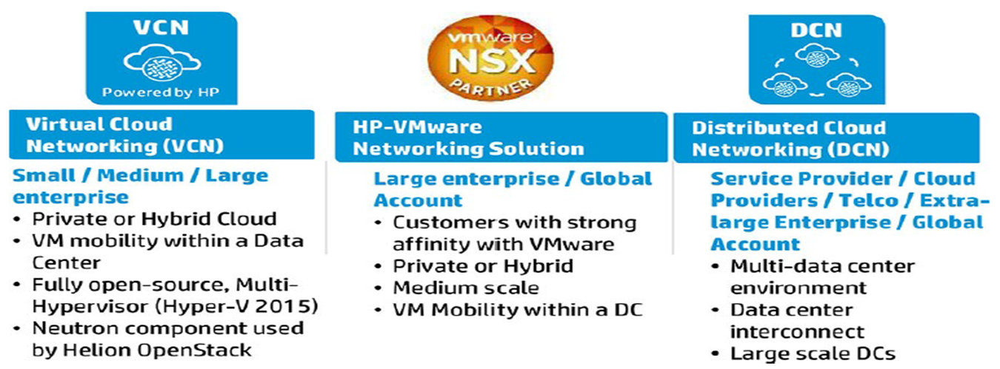 VCN
Powered by HP
Virtual Cloud
Networking (VCN)
Small / Medium / Large
enterprise
• Private or Hybrid Cloud
• VM mobility within a Data
Center
• Fully open-source, Multi-
Hypervisor (Hyper-V 2015)
• Neutron component used
by Helion OpenStack
vmware
NSX
PARTNER
HP-VMware
Networking Solution
Large enterprise / Global
Account
• Customers with strong
affinity with VMware
• Private or Hybrid
• Medium scale
• VM Mobility within a DC
DCN
Distributed Cloud
Networking (DCN)
Service Provider / Cloud
Providers / Telco / Extra-
large Enterprise / Global
Account
• Multi-data center
environment
• Data center
interconnect
• Large scale DCs